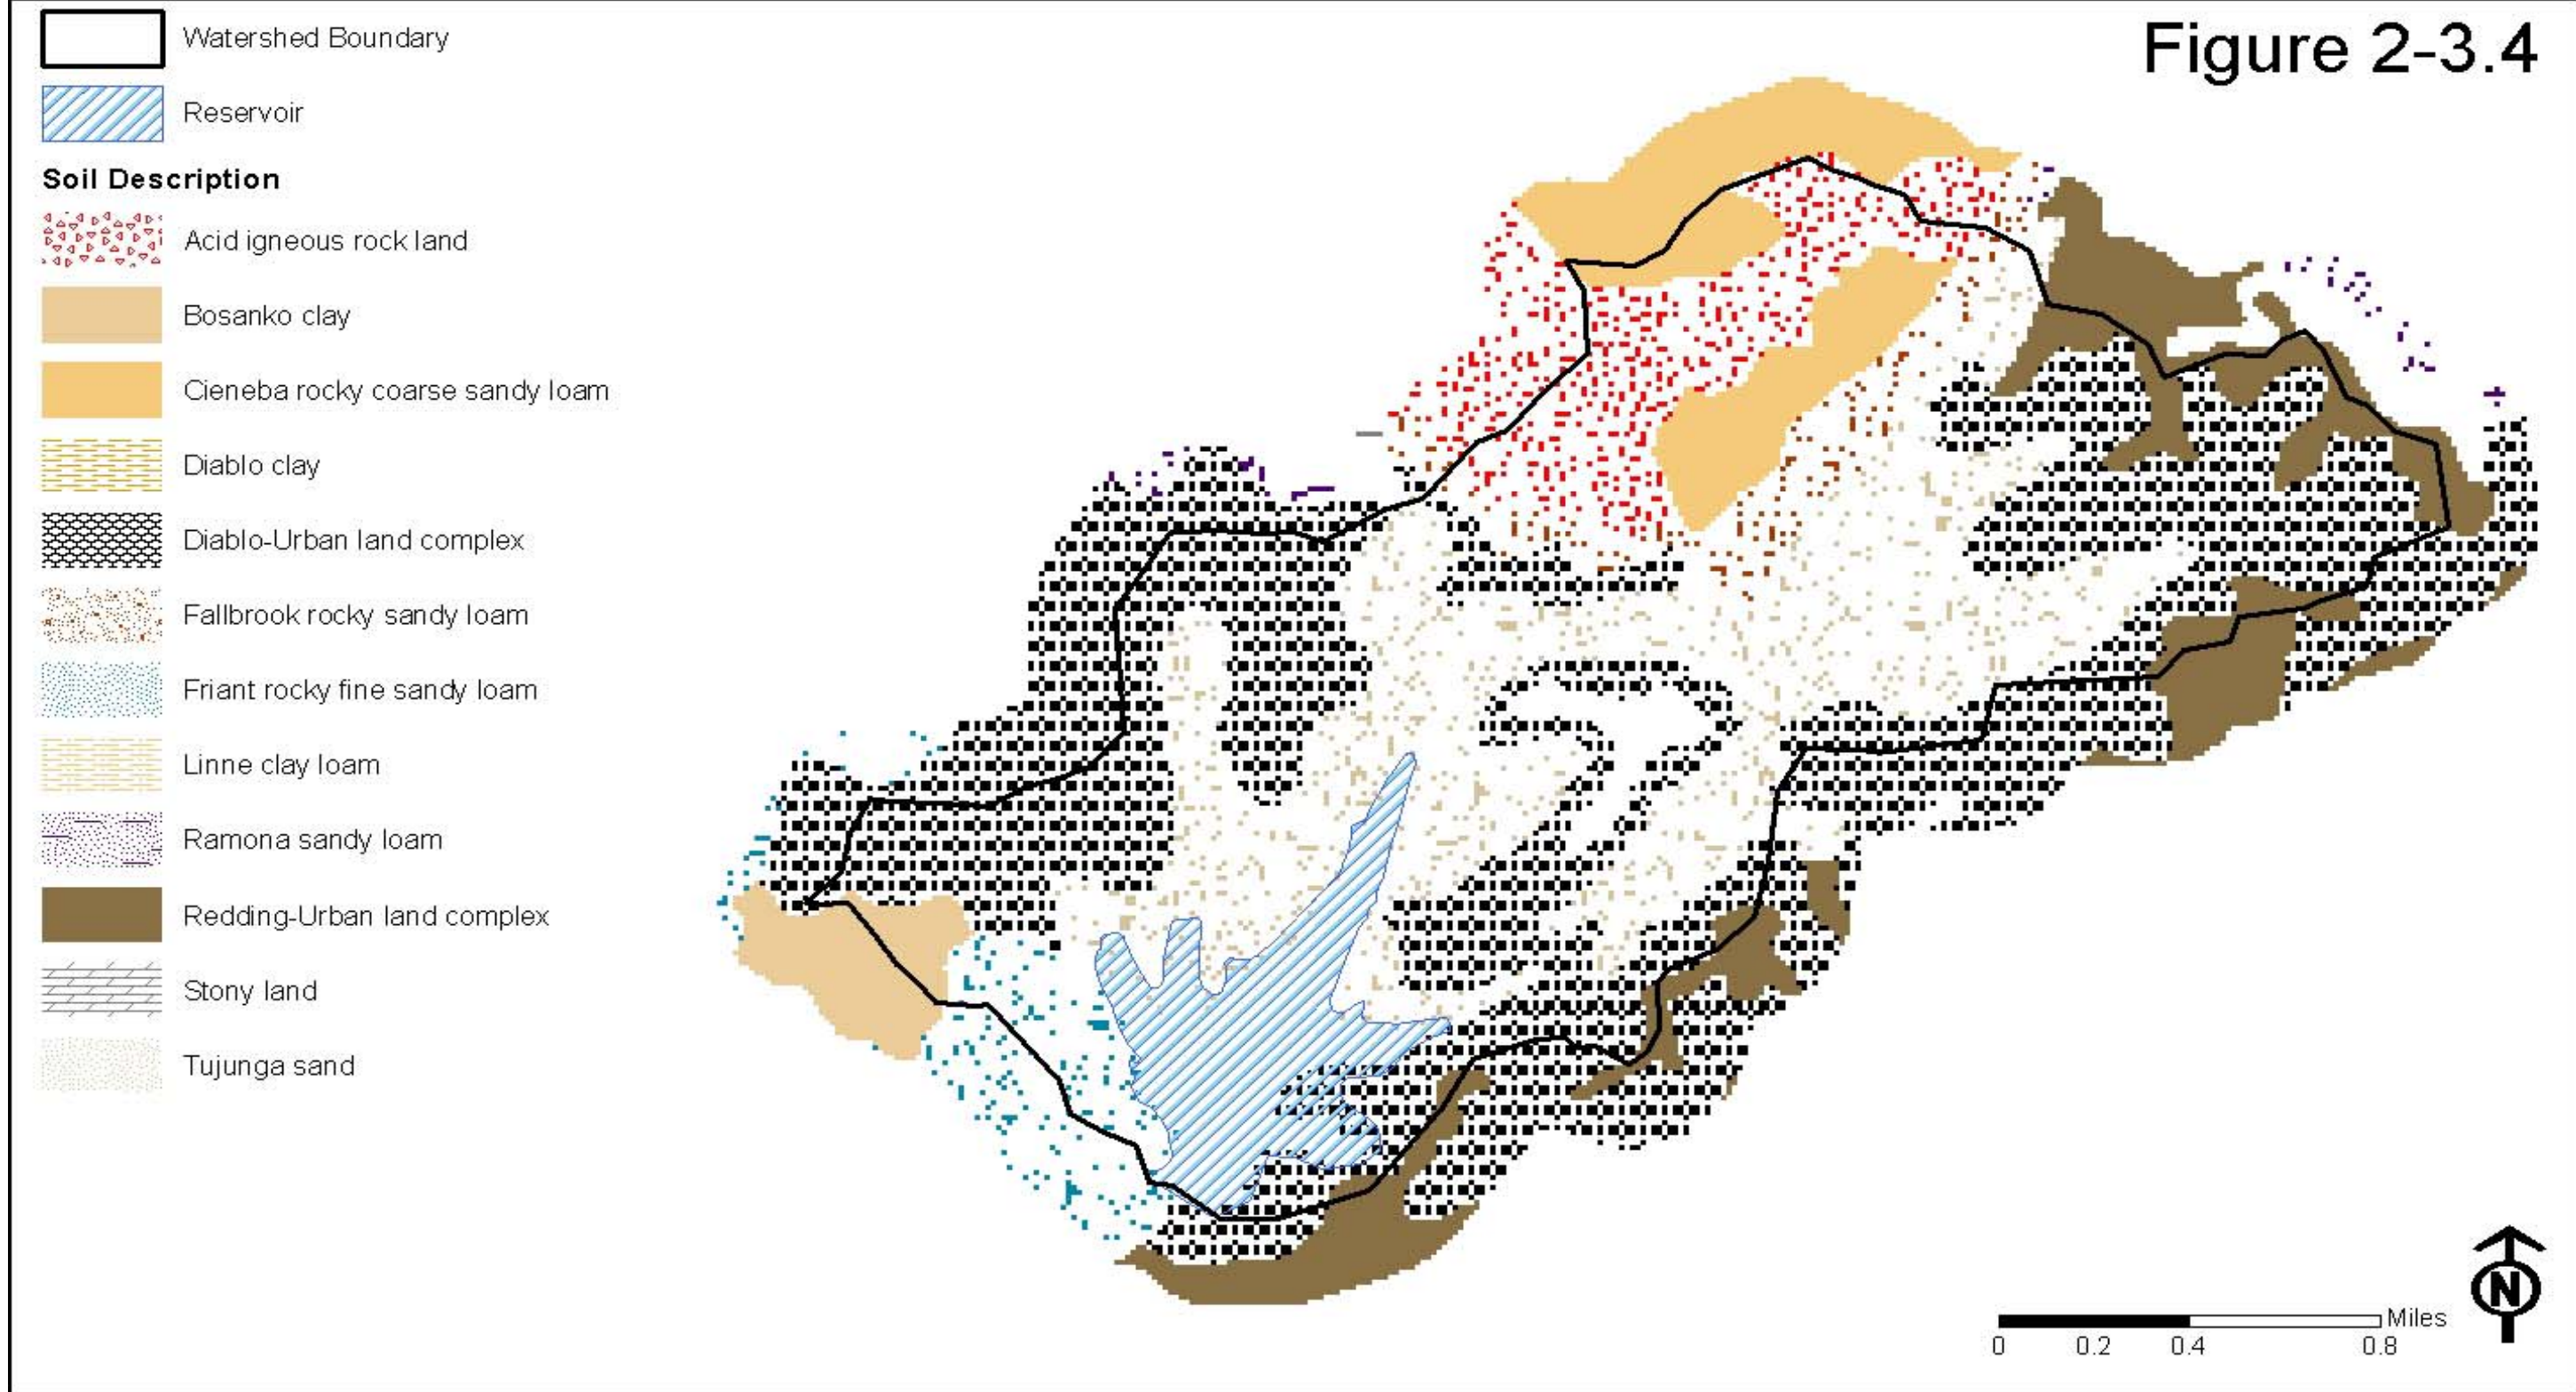 Figure 2-3.4
Watershed Boundary
Reservoir
Soil Description
Acid igneous rock land
Bosanko clay
Cieneba rocky coarse sandy loam
Diablo clay
Diablo-Urban land complex
Fallbrook rocky sandy loam
Friant rocky fine sandy loam
Linne clay loam
Ramona sandy loam
Redding-Urban land complex
Stony land
Tujunga sand
Miles
0 0.2 0.4 0.8
N